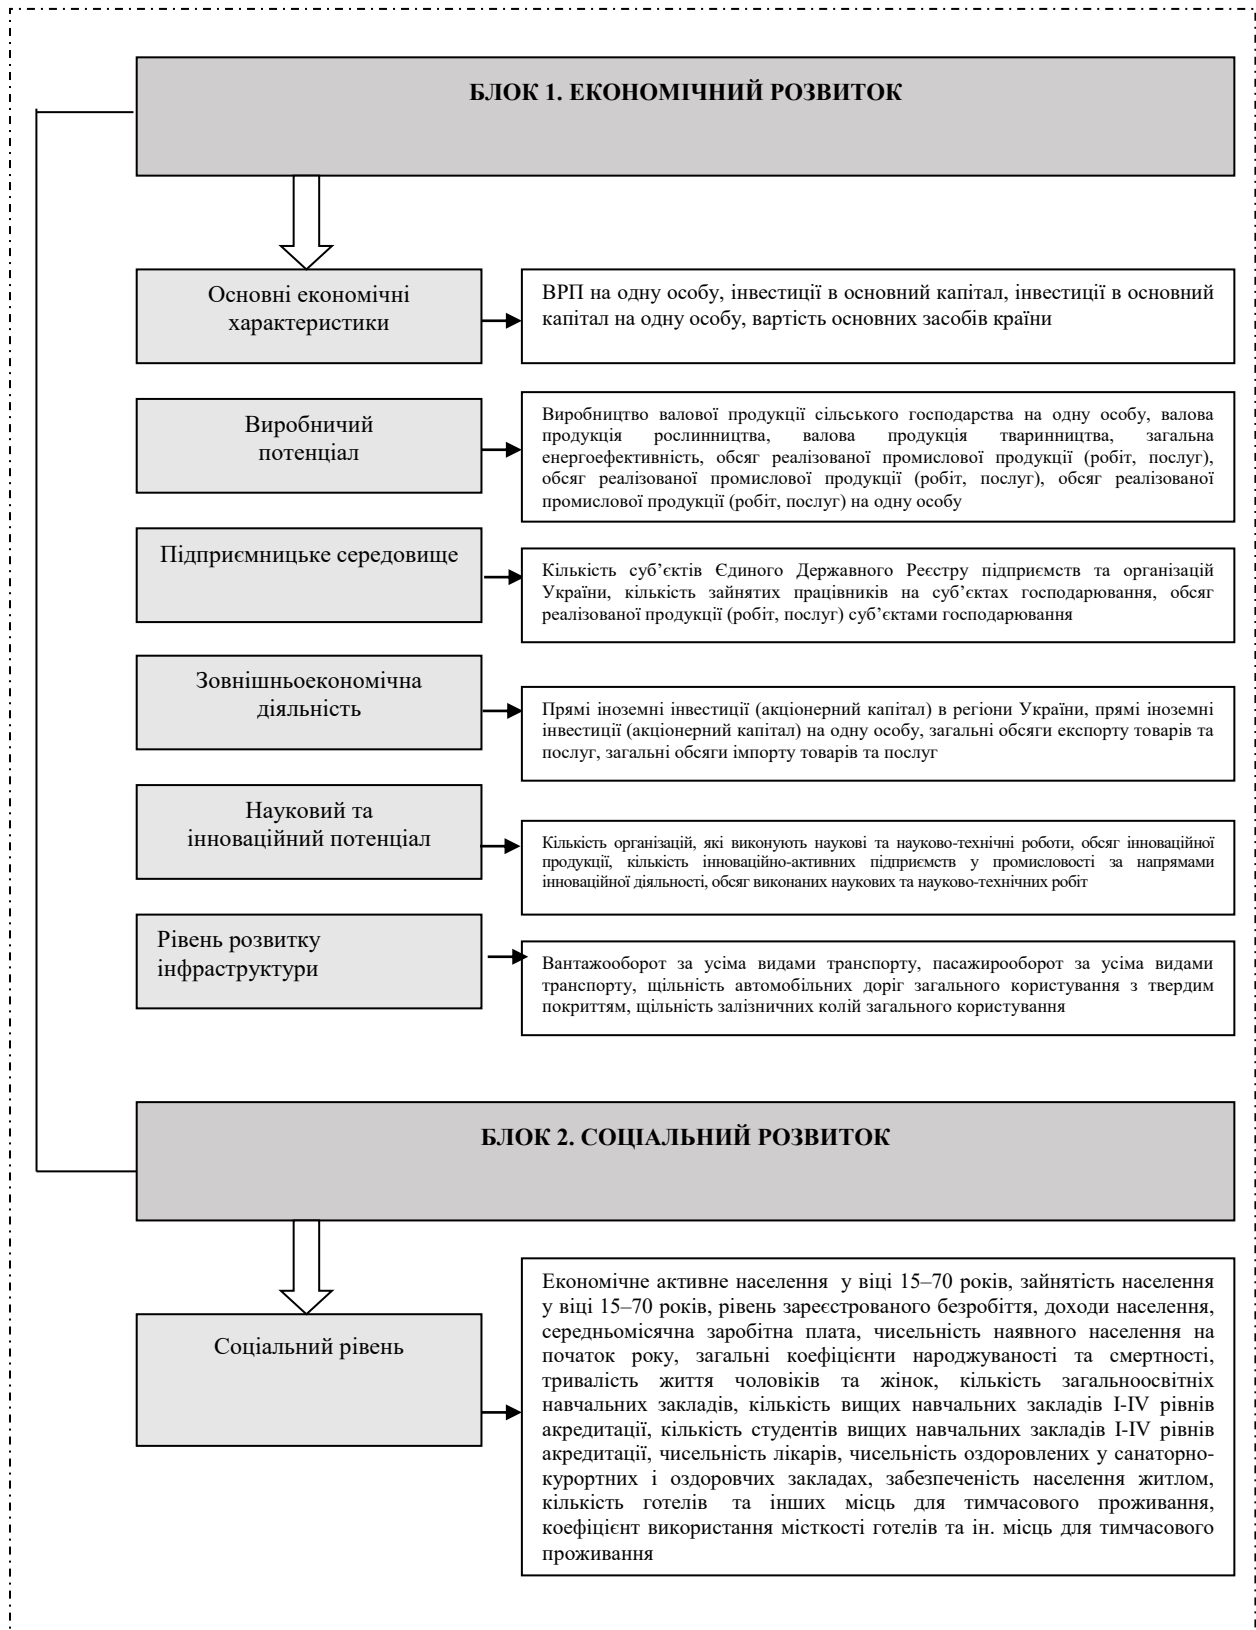 БЛОК 1. ЕКОНОМІЧНИЙ РОЗВИТОК
Основні економічні
характеристики
ВРП на одну особу, інвестиції в основний капітал, інвестиції в основний
капітал на одну особу, вартість основних засобів країни
Виробничий
потенціал
Виробництво валової продукції сільського господарства на одну особу, валова
продукція рослинництва, валова продукція тваринництва, загальна
енергоефективність, обсяг реалізованої промислової продукції (робіт, послуг),
обсяг реалізованої промислової продукції (робіт, послуг), обсяг реалізованої
промислової продукції (робіт, послуг) на одну особу
Підприємницьке середовище
Кількість суб’єктів Єдиного Державного Реєстру підприємств та організацій
України, кількість зайнятих працівників на суб’єктах господарювання, обсяг
реалізованої продукції (робіт, послуг) суб’єктами господарювання
Зовнішньоекономічна
діяльність
Прямі іноземні інвестиції (акціонерний капітал) в регіони України, прямі іноземні
інвестиції (акціонерний капітал) на одну особу, загальні обсяги експорту товарів та
послуг, загальні обсяги імпорту товарів та послуг
Науковий та
інноваційний потенціал
Кількість організацій, які виконують наукові та науково-технічні роботи, обсяг інноваційної
продукції, кількість інноваційно-активних підприємств у промисловості за напрямами
інноваційної діяльності, обсяг виконаних наукових та науково-технічних робіт
Рівень розвитку
інфраструктури
Вантажооборот за усіма видами транспорту, пасажирооборот за усіма видами
транспорту, щільність автомобільних доріг загального користування з твердим
покриттям, щільність залізничних колій загального користування
БЛОК 2. СОЦІАЛЬНИЙ РОЗВИТОК
Соціальний рівень
Економічне активне населення у віці 15–70 років, зайнятість населення
у віці 15–70 років, рівень зареєстрованого безробіття, доходи населення,
середньомісячна заробітна плата, чисельність наявного населення на
початок року, загальні коефіцієнти народжуваності та смертності,
тривалість життя чоловіків та жінок, кількість загальноосвітніх
навчальних закладів, кількість вищих навчальних закладів I-IV рівнів
акредитації, кількість студентів вищих навчальних закладів I-IV рівнів
акредитації, чисельність лікарів, чисельність оздоровлених у санаторно-
курортних і оздоровчих закладах, забезпеченість населення житлом,
кількість готелів та інших місць для тимчасового проживання,
коефіцієнт використання місткості готелів та ін. місць для тимчасового
проживання